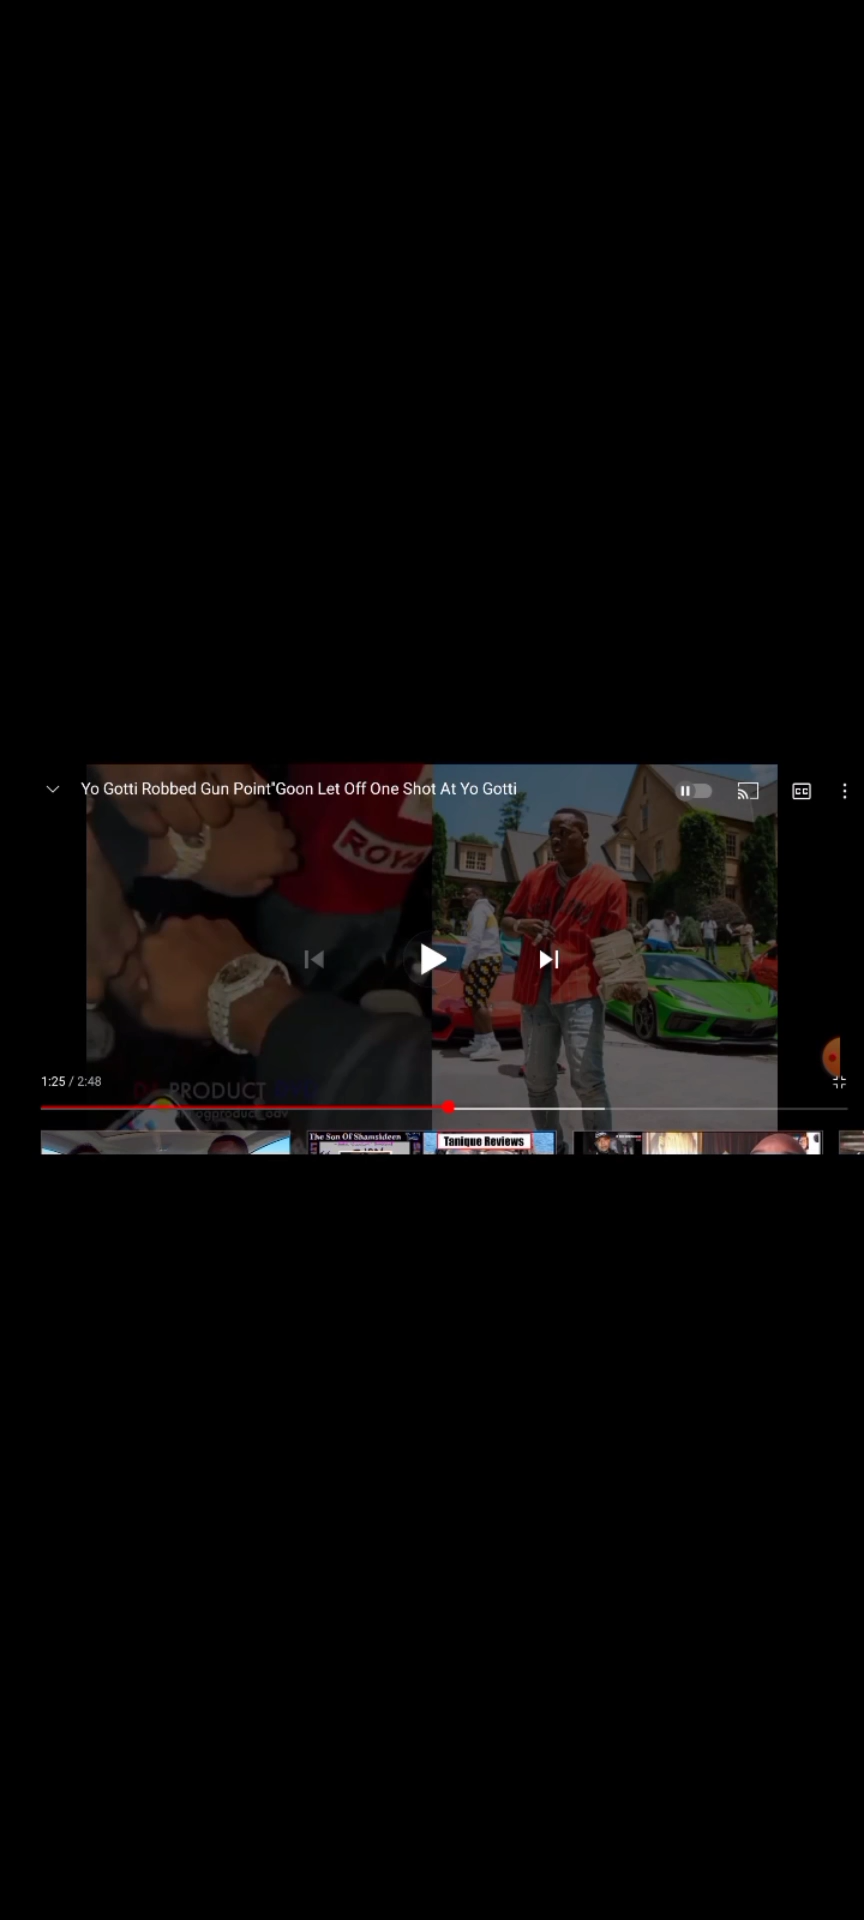 Yo Gotti Robbed Gun Point"Goon Let Off One Shot At Yo Gotti
CC
ROYA
1:25 / 2:48
PRODUCT
The Son Of Shamsideen
Tanique Reviews